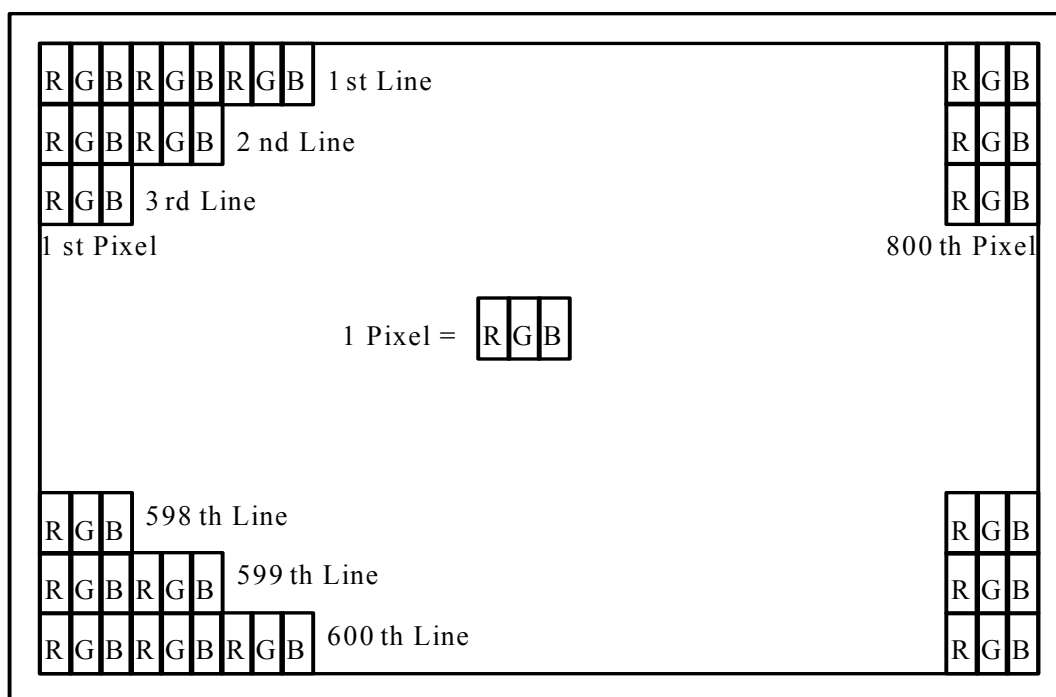 R G B R G B R G B 1 st Line R G B
R G B R G B 2 nd Line R G B
R G B 3 rd Line R G B
1 st Pixel 800 th Pixel
1 Pixel = R G B
R G B 598 th Line R G B
R G B R G B 599 th Line R G B
R G B R G B R G B 600 th Line R G B